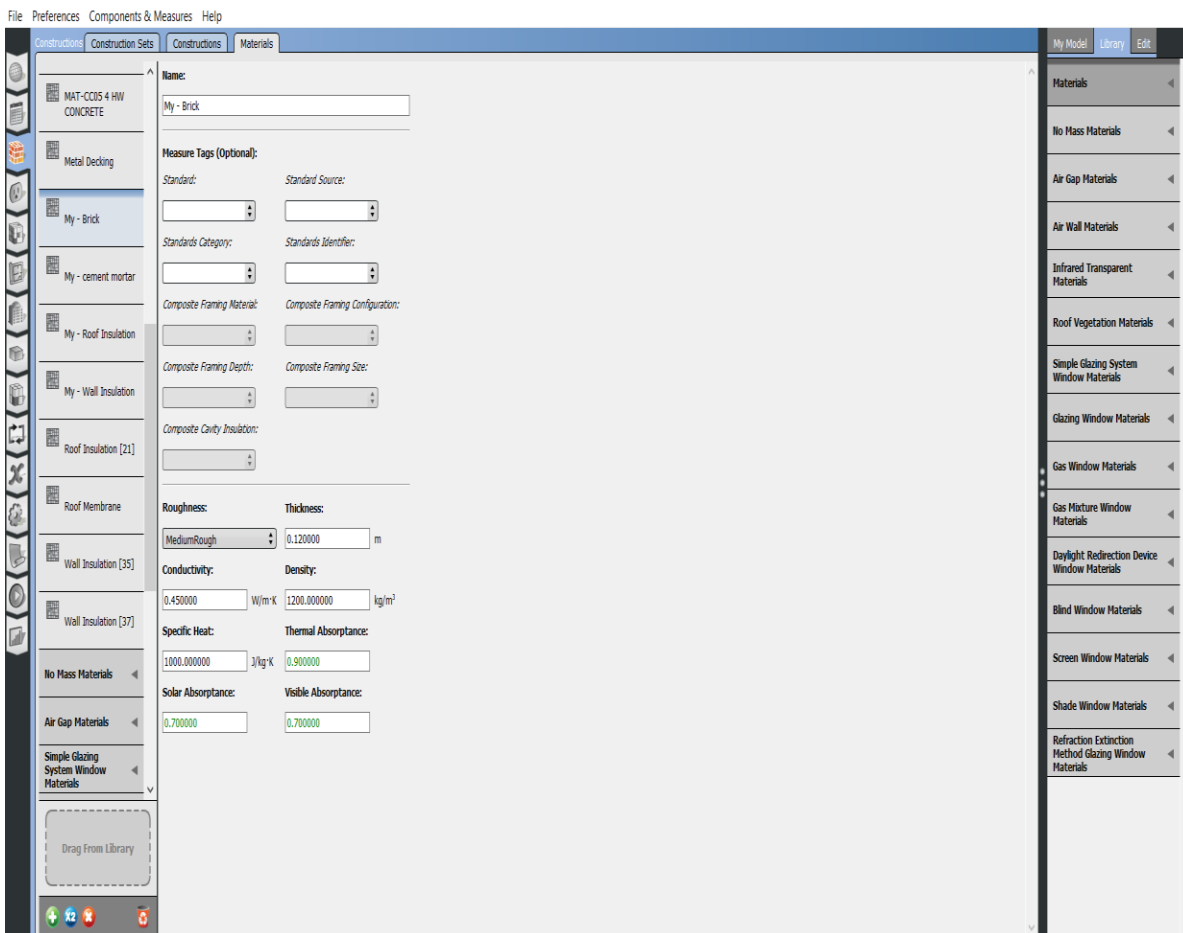 File Preferences Components & Measures Help
Constructions Construction Sets Constructions Materials
My Model Library Edit
MAT-CC05 4 HW
CONCRETE
Metal Decking
My - Brick
My - cement mortar
My - Roof Insulation
My - Wall Insulation
Roof Insulation [21]
Roof Membrane
Wall Insulation [35]
Wall Insulation [37]
No Mass Materials
Air Gap Materials
Simple Glazing
System Window
Materials
Drag From Library
X2
Name:
My - Brick
Measure Tags (Optional):
Standard: Standard Source:
Standards Category: Standards Identifier:
Composite Framing Material: Composite Framing Configuration:
Composite Framing Depth: Composite Framing Size:
Composite Cavity Insulation:
Roughness: Thickness:
MediumRough 0.120000 m
Conductivity: Density:
0.450000 W/m·K 1200.000000 kg/m³
Specific Heat: Thermal Absorptance:
1000.000000 J/kg·K 0.900000
Solar Absorptance: Visible Absorptance:
0.700000 0.700000
Materials
No Mass Materials
Air Gap Materials
Air Wall Materials
Infrared Transparent
Materials
Roof Vegetation Materials
Simple Glazing System
Window Materials
Glazing Window Materials
Gas Window Materials
Gas Mixture Window
Materials
Daylight Redirection Device
Window Materials
Blind Window Materials
Screen Window Materials
Shade Window Materials
Refraction Extinction
Method Glazing Window
Materials